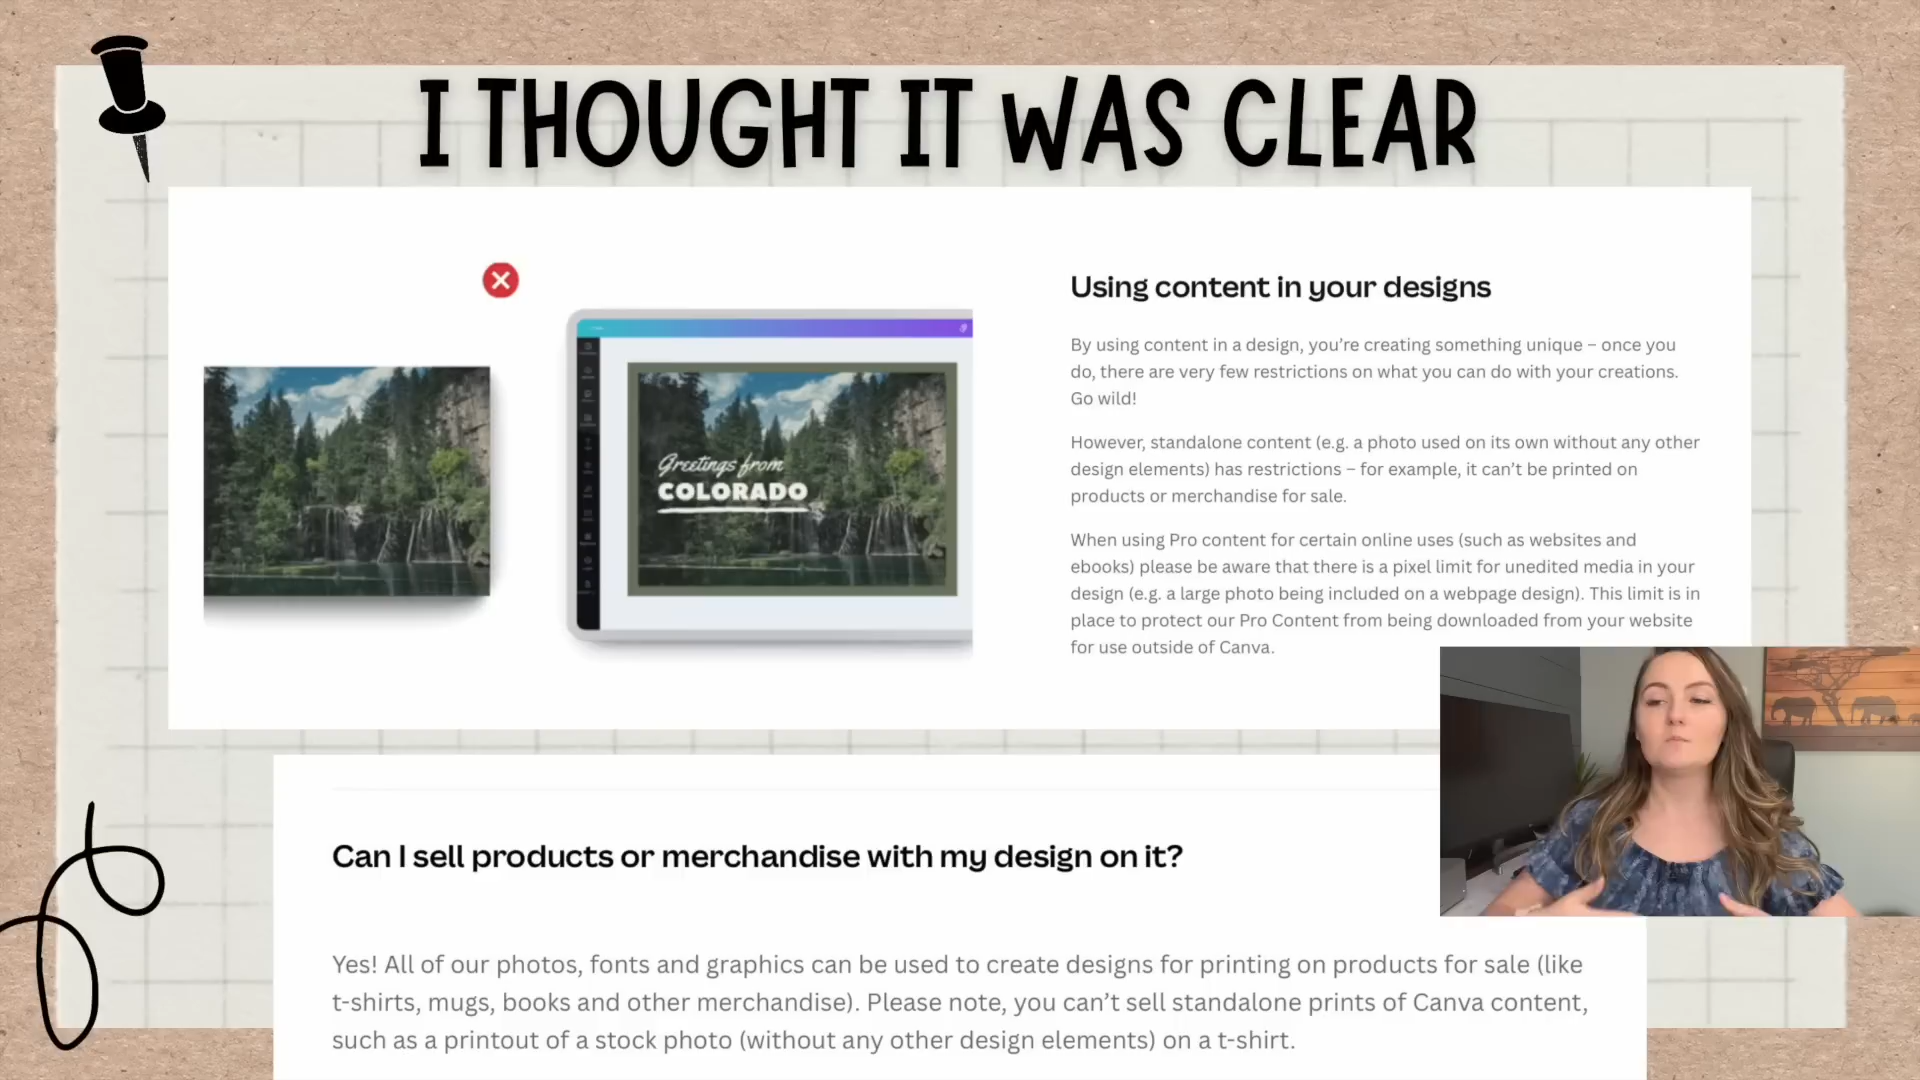 I THOUGHT IT WAS CLEAR
Greetings from
COLORADO
Using content in your designs
By using content in a design, you're creating something unique – once you
do, there are very few restrictions on what you can do with your creations.
Go wild!
However, standalone content (e.g. a photo used on its own without any other
design elements) has restrictions – for example, it can't be printed on
products or merchandise for sale.
When using Pro content for certain online uses (such as websites and
ebooks) please be aware that there is a pixel limit for unedited media in your
design (e.g. a large photo being included on a webpage design). This limit is in
place to protect our Pro Content from being downloaded from your website
for use outside of Canva.
Can I sell products or merchandise with my design on it?
Yes! All of our photos, fonts and graphics can be used to create designs for printing on products for sale (like
t-shirts, mugs, books and other merchandise). Please note, you can't sell standalone prints of Canva content,
such as a printout of a stock photo (without any other design elements) on a t-shirt.